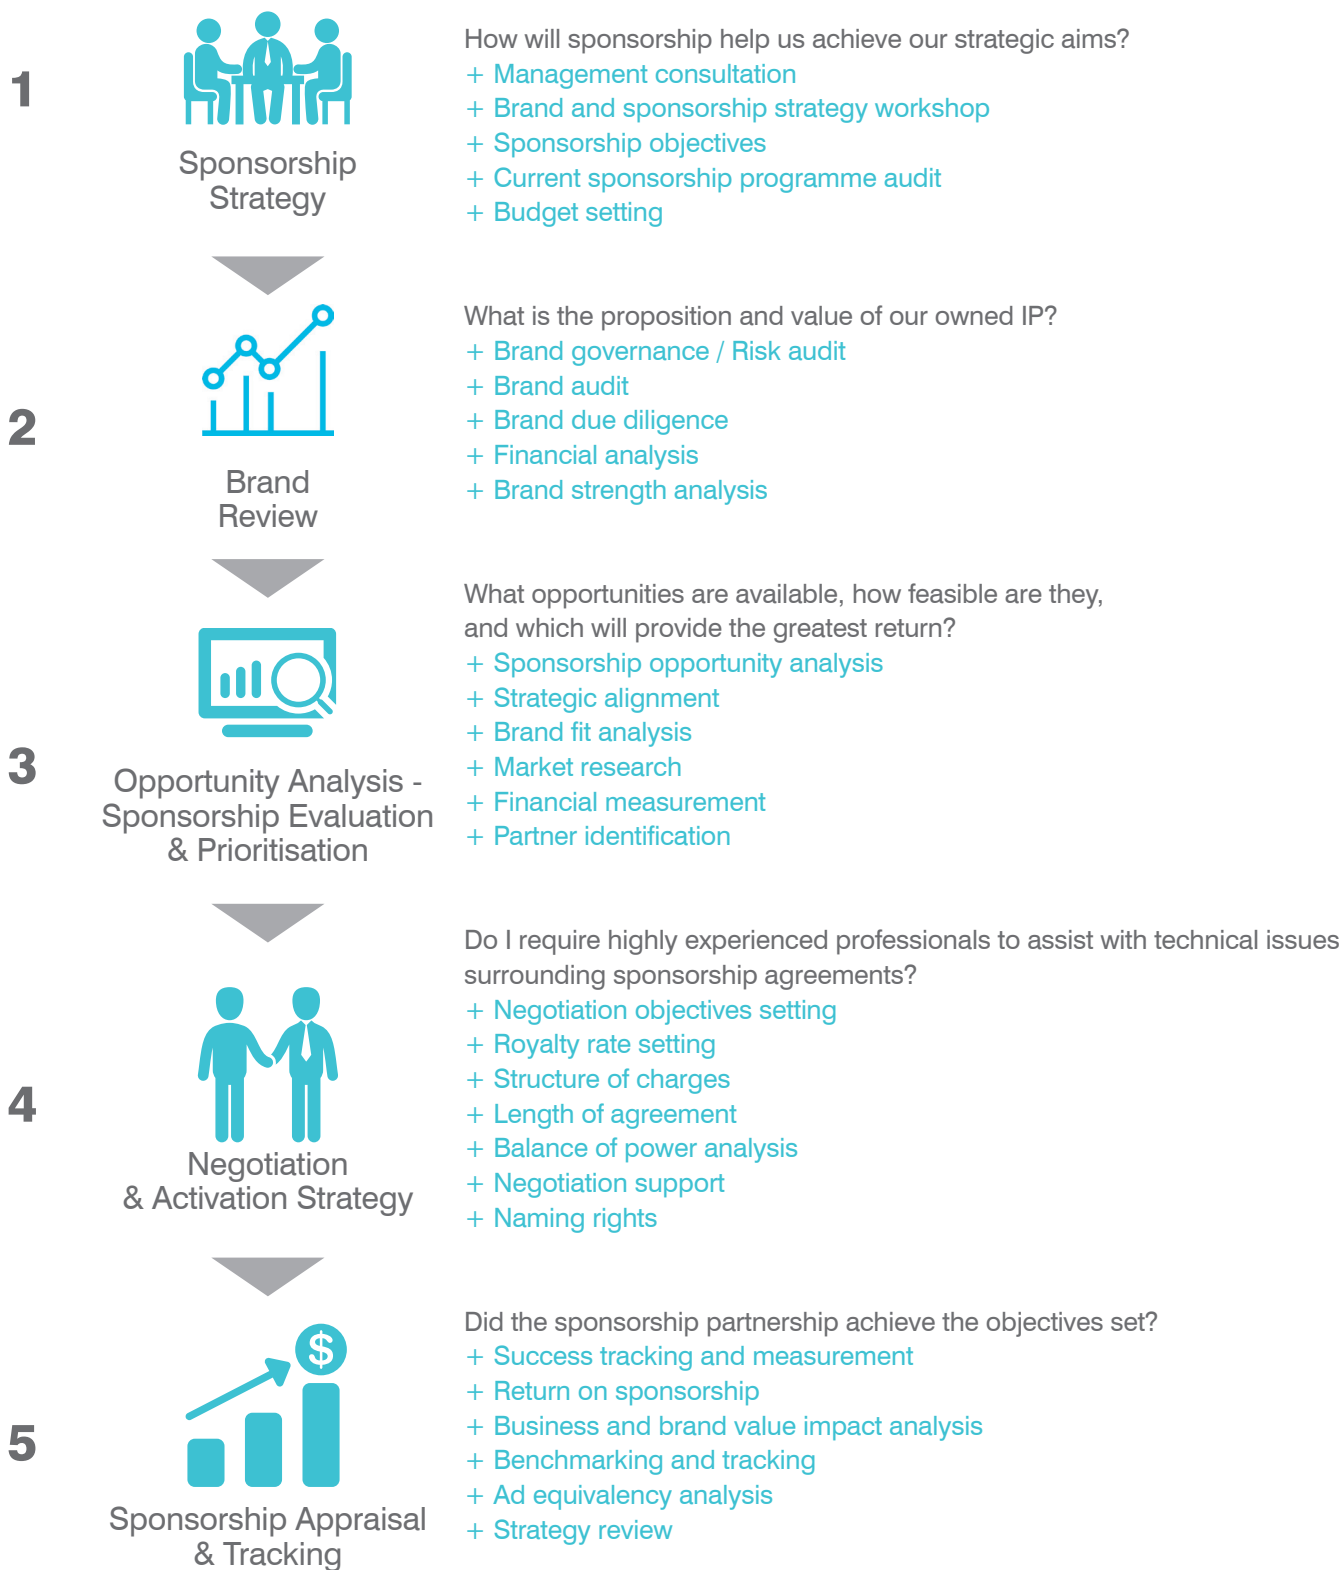 1
Sponsorship
Strategy
How will sponsorship help us achieve our strategic aims?
+ Management consultation
+ Brand and sponsorship strategy workshop
+ Sponsorship objectives
+ Current sponsorship programme audit
+ Budget setting
2
Brand
Review
What is the proposition and value of our owned IP?
+ Brand governance / Risk audit
+ Brand audit
+ Brand due diligence
+ Financial analysis
+ Brand strength analysis
3
Opportunity Analysis -
Sponsorship Evaluation
& Prioritisation
What opportunities are available, how feasible are they,
and which will provide the greatest return?
+ Sponsorship opportunity analysis
+ Strategic alignment
+ Brand fit analysis
+ Market research
+ Financial measurement
+ Partner identification
4
Negotiation
& Activation Strategy
Do I require highly experienced professionals to assist with technical issues
surrounding sponsorship agreements?
+ Negotiation objectives setting
+ Royalty rate setting
+ Structure of charges
+ Length of agreement
+ Balance of power analysis
+ Negotiation support
+ Naming rights
5
$
Sponsorship Appraisal
& Tracking
Did the sponsorship partnership achieve the objectives set?
+ Success tracking and measurement
+ Return on sponsorship
+ Business and brand value impact analysis
+ Benchmarking and tracking
+ Ad equivalency analysis
+ Strategy review